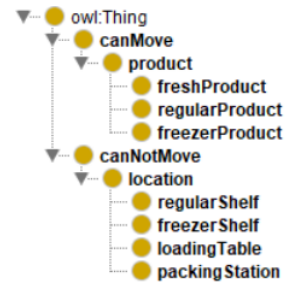 owl:Thing
canMove
product
freshProduct
regularProduct
freezerProduct
canNotMove
location
regularShelf
freezerShelf
loadingTable
packingStation